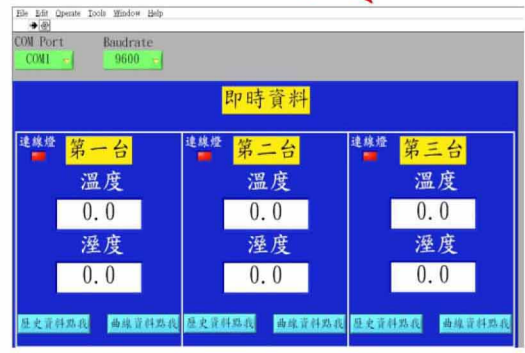 File Edit Operate Tools Window Help
COM Port Baudrate
COM1 9600
即時資料
連線燈 第一台 連線燈 第二台 連線燈 第三台
溫度 溫度 溫度
0.0 0.0 0.0
溼度 溼度 溼度
0.0 0.0 0.0
歷史資料點我 曲線資料點我 歷史資料點我 曲線資料點我 歷史資料點我 曲線資料點我